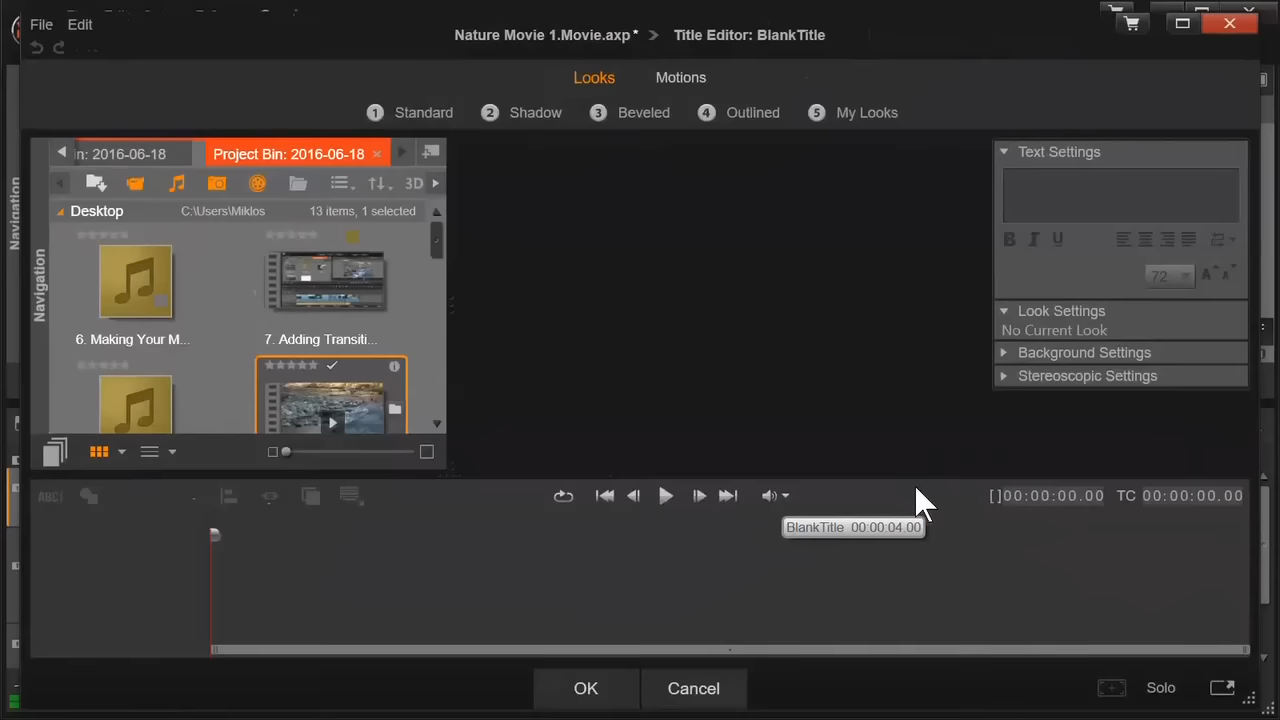 File Edit
Nature Movie 1.Movie.axp* > Title Editor: BlankTitle
Looks Motions
1 Standard 2 Shadow 3 Beveled 4 Outlined 5 My Looks
n: 2016-06-18 Project Bin: 2016-06-18 ×
3D
Desktop C:\Users\Miklos 13 items, 1 selected
Navigation
Navigation
6. Making Your M... 7. Adding Transiti...
Text Settings
B I U
72
Look Settings
No Current Look
Background Settings
Stereoscopic Settings
ABC
[]00:00:00.00 TC 00:00:00.00
BlankTitle 00:00:04.00
OK Cancel
Solo